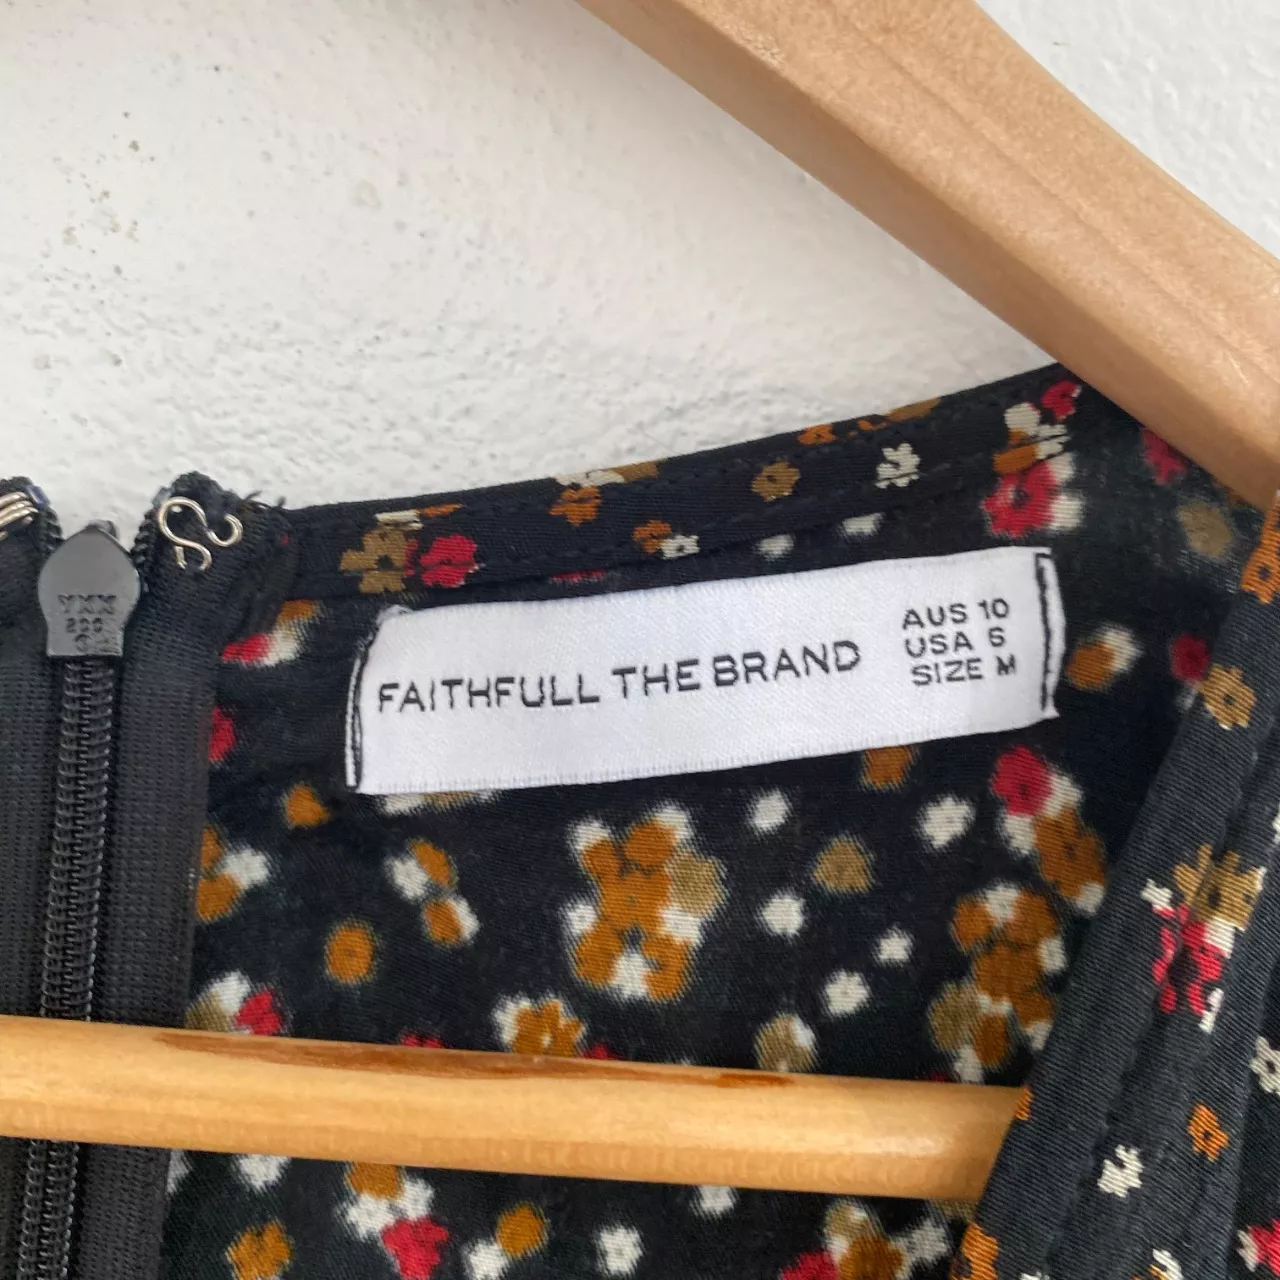 FAITHFULL THE BRAND
AUS 10
USA 6
SIZE M